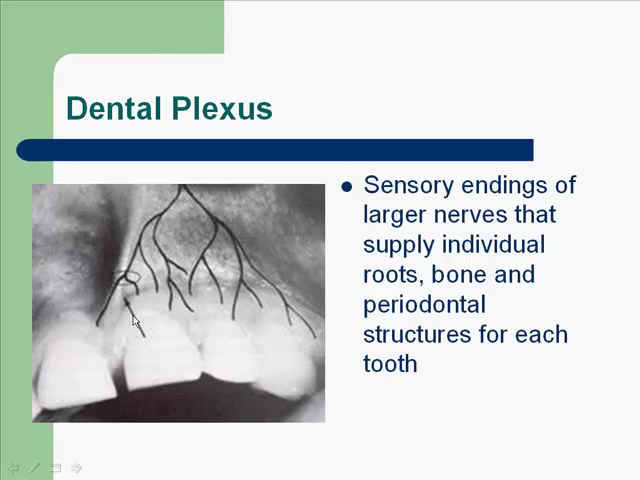 Dental Plexus
Sensory endings of
larger nerves that
supply individual
roots, bone and
periodontal
structures for each
tooth